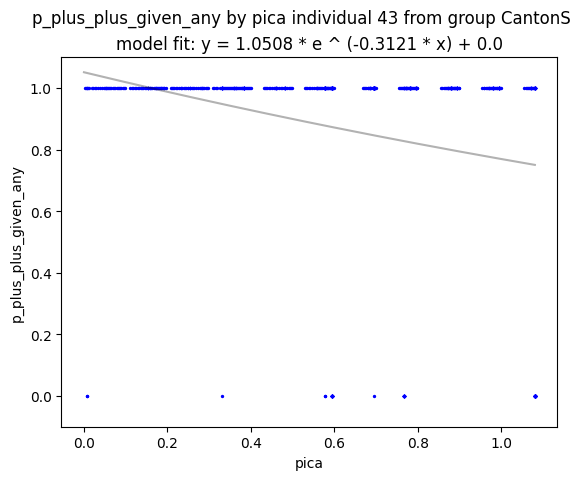 p_plus_plus_given_any by pica individual 43 from group CantonS
model fit: y = 1.0508 * e ^ (-0.3121 * x) + 0.0
p_plus_plus_given_any
1.0
0.8
0.6
0.4
0.2
0.0
0.0 0.2 0.4 0.6 0.8 1.0
pica